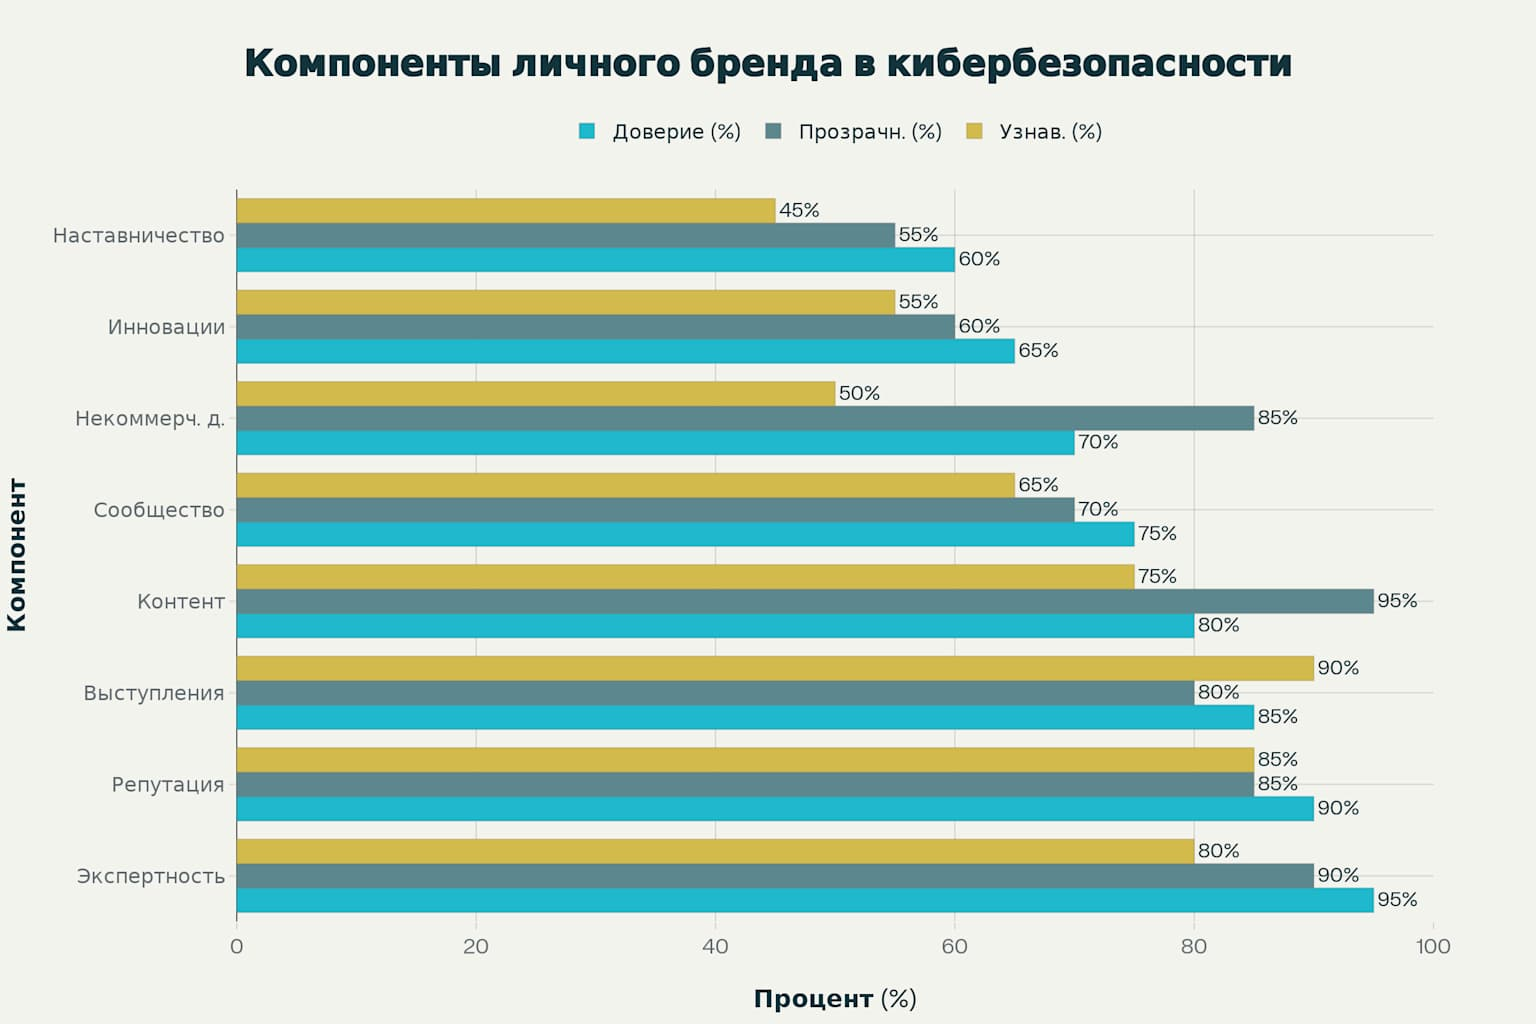 Компоненты личного бренда в кибербезопасности
Доверие (%) Прозрачн. (%) Узнав. (%)
Компонент
Наставничество
45%
55%
60%
Инновации
55%
60%
65%
Некоммерч. д.
50%
85%
70%
Сообщество
65%
70%
75%
Контент
75%
95%
80%
Выступления
90%
80%
85%
Репутация
85%
85%
90%
Экспертность
80%
90%
95%
0 20 40 60 80 100
Процент (%)